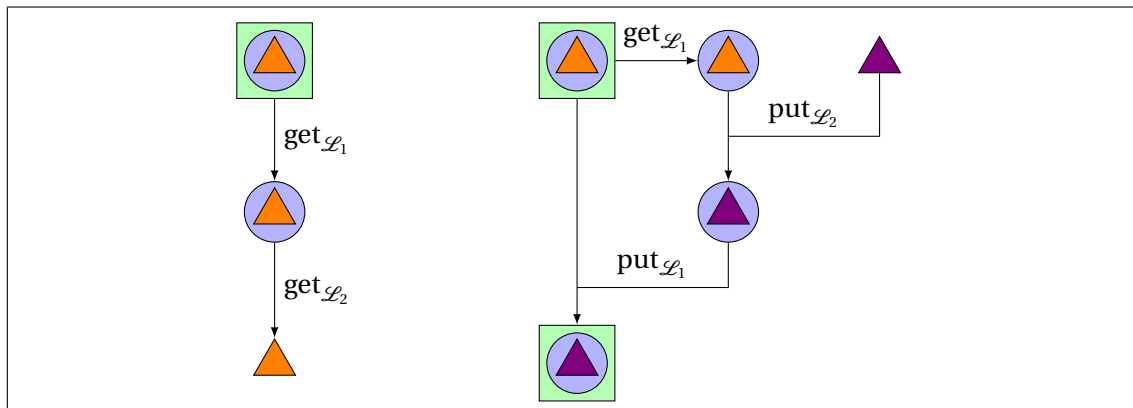 get_ℒ₁
get_ℒ₂
get_ℒ₁
put_ℒ₂
put_ℒ₁